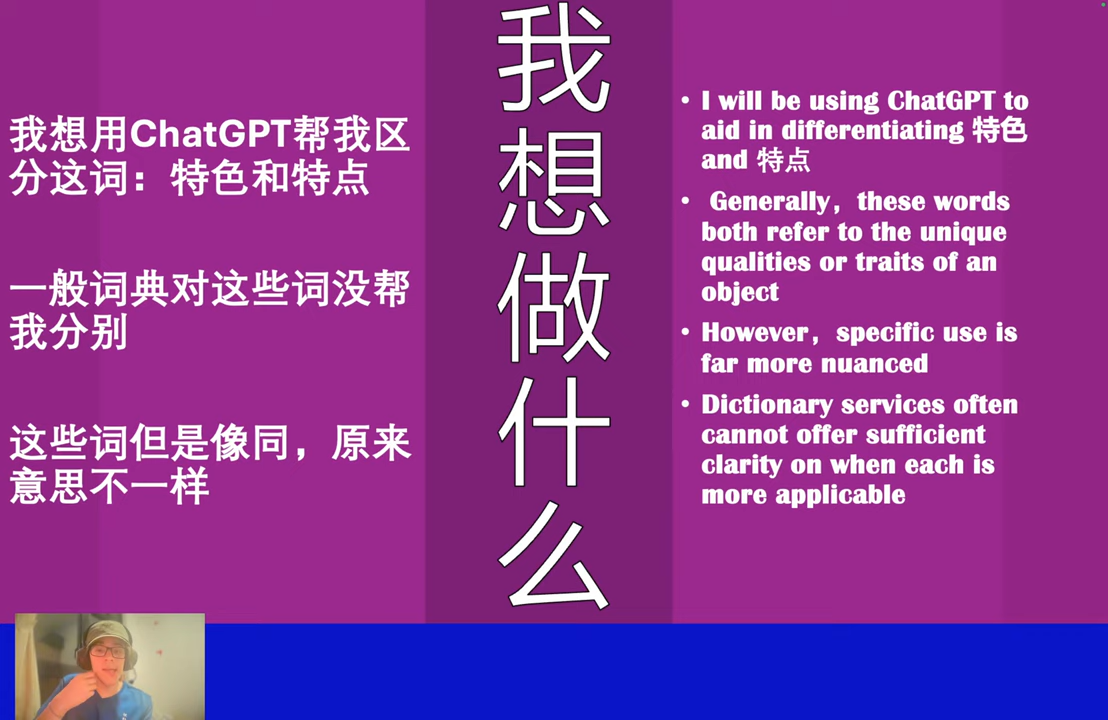 我想用ChatGPT帮我区
分这词：特色和特点
一般词典对这些词没帮
我分别
这些词但是像同，原来
意思不一样
我
想
做
什
么
• I will be using ChatGPT to
aid in differentiating 特色
and 特点
• Generally，these words
both refer to the unique
qualities or traits of an
object
• However，specific use is
far more nuanced
• Dictionary services often
cannot offer sufficient
clarity on when each is
more applicable